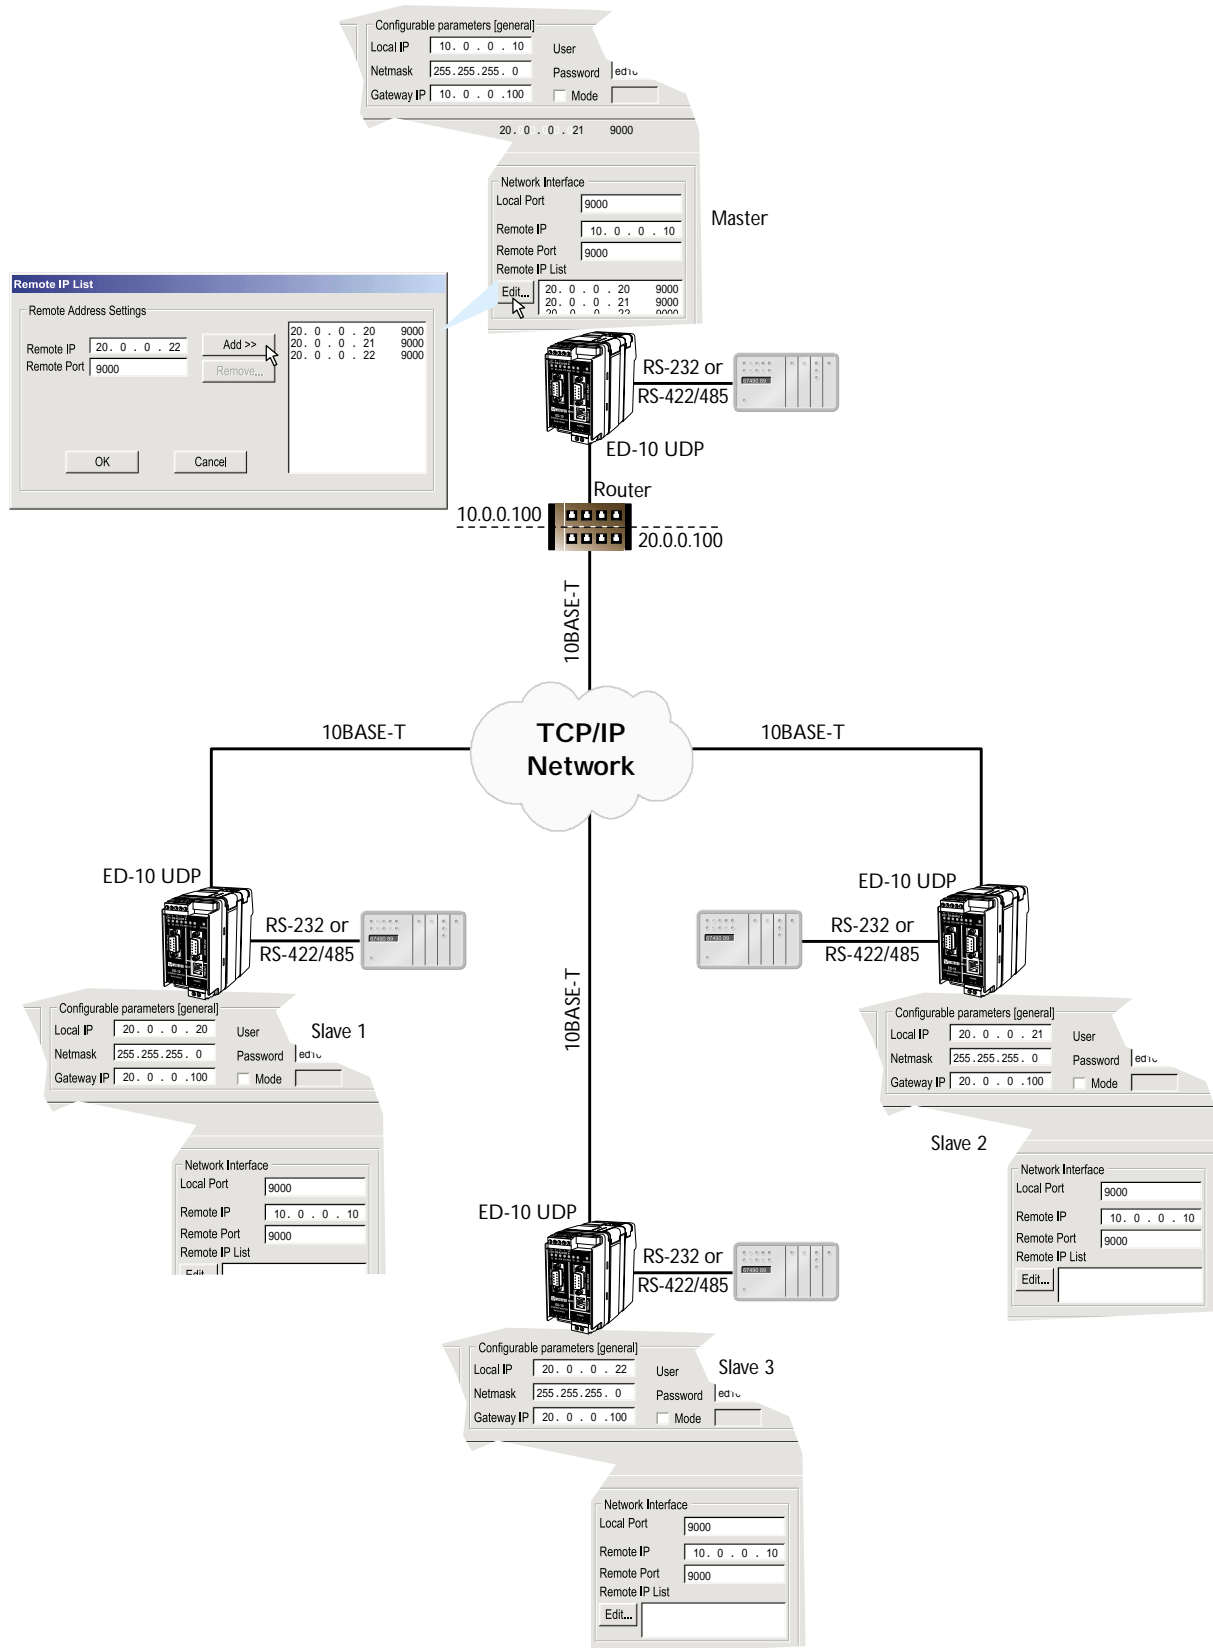 Configurable parameters [general]
Local IP 10. 0 . 0 . 10 User
Netmask 255.255.255. 0 Password
Gateway IP 10. 0 . 0 .100 Mode
20. 0 . 0 . 21 9000
Network Interface
Local Port 9000
Master
Remote IP 10. 0 . 0 . 10
Remote Port 9000
Remote IP List
Edit... 20. 0 . 0 . 20 9000
20. 0 . 0 . 21 9000
20. 0 . 0 . 22 9000
Remote IP List
Remote Address Settings
Remote IP 20. 0 . 0 . 22 Add >>
Remote Port 9000 Remove...
20. 0 . 0 . 20 9000
20. 0 . 0 . 21 9000
20. 0 . 0 . 22 9000
OK Cancel
RS-232 or
RS-422/485
67490 89
ED-10 UDP
Router
10.0.0.100
20.0.0.100
10BASE-T
TCP/IP
Network
10BASE-T
10BASE-T
10BASE-T
ED-10 UDP
RS-232 or
RS-422/485
67490 89
Configurable parameters [general]
Local IP 20. 0 . 0 . 20 User
Slave 1
Netmask 255.255.255. 0 Password
Gateway IP 20. 0 . 0 .100 Mode
Network Interface
Local Port 9000
Remote IP 10. 0 . 0 . 10
Remote Port 9000
Remote IP List
Edit
ED-10 UDP
RS-232 or
RS-422/485
67490 89
Configurable parameters [general]
Local IP 20. 0 . 0 . 21 User
Netmask 255.255.255. 0 Password
Gateway IP 20. 0 . 0 .100 Mode
Slave 2
Network Interface
Local Port 9000
Remote IP 10. 0 . 0 . 10
Remote Port 9000
Remote IP List
Edit...
ED-10 UDP
RS-232 or
RS-422/485
67490 89
Configurable parameters [general]
Local IP 20. 0 . 0 . 22 User
Slave 3
Netmask 255.255.255. 0 Password
Gateway IP 20. 0 . 0 .100 Mode
Network Interface
Local Port 9000
Remote IP 10. 0 . 0 . 10
Remote Port 9000
Remote IP List
Edit...